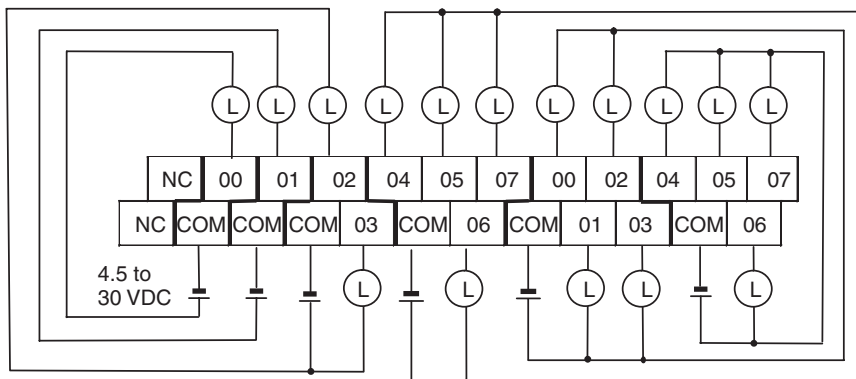 L L L L L L L L L L L
NC 00 01 02 04 05 07 00 02 04 05 07
NC COM COM COM 03 COM 06 COM 01 03 COM 06
4.5 to
30 VDC
L L L L L